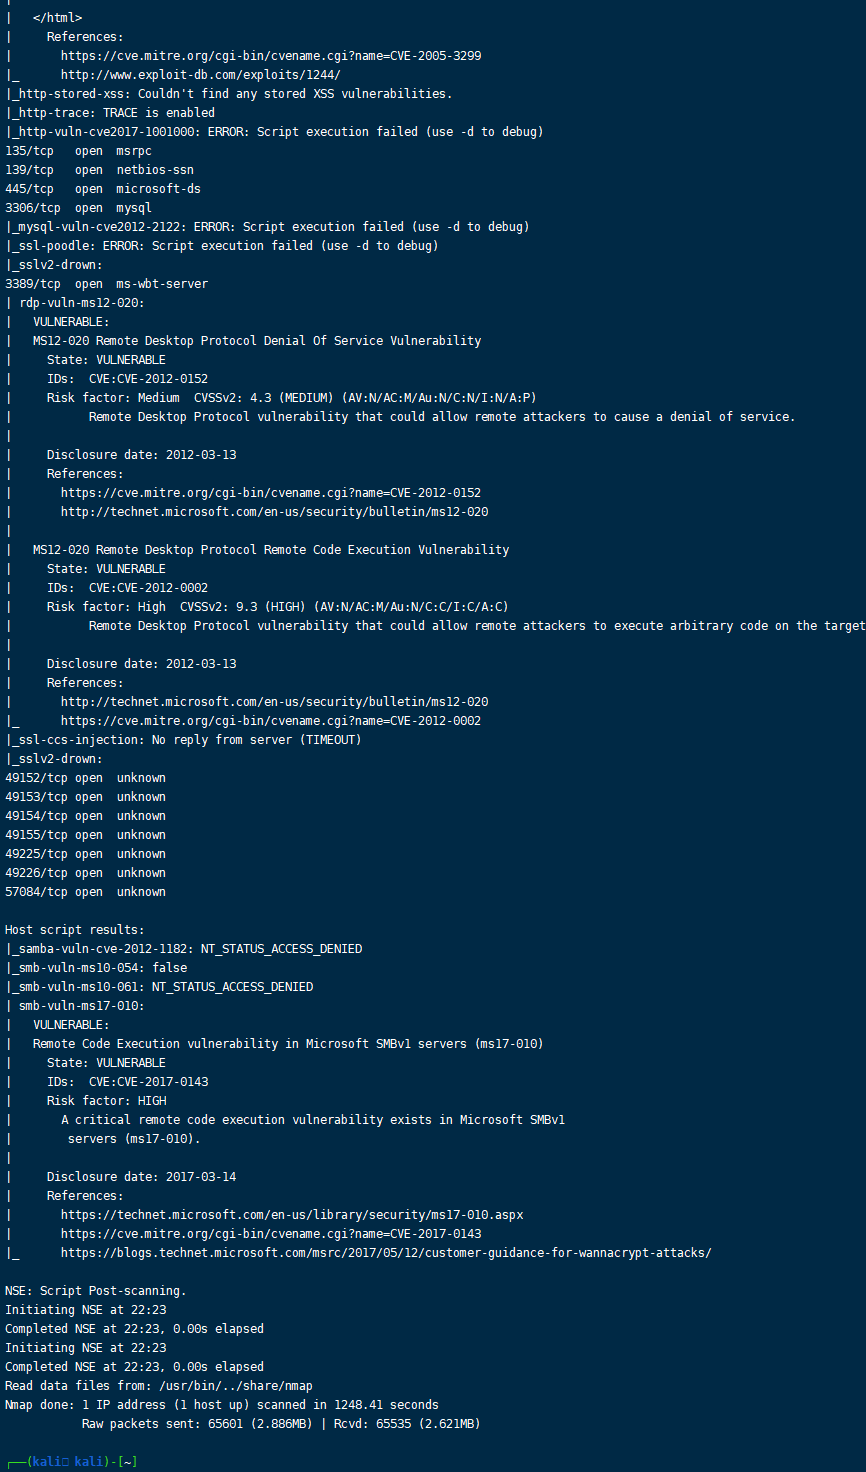 |
|   </html>
|     References:
|       https://cve.mitre.org/cgi-bin/cvename.cgi?name=CVE-2005-3299
|_      http://www.exploit-db.com/exploits/1244/
|_http-stored-xss: Couldn't find any stored XSS vulnerabilities.
|_http-trace: TRACE is enabled
|_http-vuln-cve2017-1001000: ERROR: Script execution failed (use -d to debug)
135/tcp   open  msrpc
139/tcp   open  netbios-ssn
445/tcp   open  microsoft-ds
3306/tcp  open  mysql
|_mysql-vuln-cve2012-2122: ERROR: Script execution failed (use -d to debug)
|_ssl-poodle: ERROR: Script execution failed (use -d to debug)
|_sslv2-drown:
3389/tcp  open  ms-wbt-server
| rdp-vuln-ms12-020:
|   VULNERABLE:
|   MS12-020 Remote Desktop Protocol Denial Of Service Vulnerability
|     State: VULNERABLE
|     IDs:  CVE:CVE-2012-0152
|     Risk factor: Medium  CVSSv2: 4.3 (MEDIUM) (AV:N/AC:M/Au:N/C:N/I:N/A:P)
|           Remote Desktop Protocol vulnerability that could allow remote attackers to cause a denial of service.
|
|     Disclosure date: 2012-03-13
|     References:
|       https://cve.mitre.org/cgi-bin/cvename.cgi?name=CVE-2012-0152
|       http://technet.microsoft.com/en-us/security/bulletin/ms12-020
|
|   MS12-020 Remote Desktop Protocol Remote Code Execution Vulnerability
|     State: VULNERABLE
|     IDs:  CVE:CVE-2012-0002
|     Risk factor: High  CVSSv2: 9.3 (HIGH) (AV:N/AC:M/Au:N/C:C/I:C/A:C)
|           Remote Desktop Protocol vulnerability that could allow remote attackers to execute arbitrary code on the target
|
|     Disclosure date: 2012-03-13
|     References:
|       http://technet.microsoft.com/en-us/security/bulletin/ms12-020
|_      https://cve.mitre.org/cgi-bin/cvename.cgi?name=CVE-2012-0002
|_ssl-ccs-injection: No reply from server (TIMEOUT)
|_sslv2-drown:
49152/tcp open  unknown
49153/tcp open  unknown
49154/tcp open  unknown
49155/tcp open  unknown
49225/tcp open  unknown
49226/tcp open  unknown
57084/tcp open  unknown

Host script results:
|_samba-vuln-cve-2012-1182: NT_STATUS_ACCESS_DENIED
|_smb-vuln-ms10-054: false
|_smb-vuln-ms10-061: NT_STATUS_ACCESS_DENIED
| smb-vuln-ms17-010:
|   VULNERABLE:
|   Remote Code Execution vulnerability in Microsoft SMBv1 servers (ms17-010)
|     State: VULNERABLE
|     IDs:  CVE:CVE-2017-0143
|     Risk factor: HIGH
|       A critical remote code execution vulnerability exists in Microsoft SMBv1
|        servers (ms17-010).
|
|     Disclosure date: 2017-03-14
|     References:
|       https://technet.microsoft.com/en-us/library/security/ms17-010.aspx
|       https://cve.mitre.org/cgi-bin/cvename.cgi?name=CVE-2017-0143
|_      https://blogs.technet.microsoft.com/msrc/2017/05/12/customer-guidance-for-wannacrypt-attacks/

NSE: Script Post-scanning.
Initiating NSE at 22:23
Completed NSE at 22:23, 0.00s elapsed
Initiating NSE at 22:23
Completed NSE at 22:23, 0.00s elapsed
Read data files from: /usr/bin/../share/nmap
Nmap done: 1 IP address (1 host up) scanned in 1248.41 seconds
           Raw packets sent: 65601 (2.886MB) | Rcvd: 65535 (2.621MB)

┌──(kali㉿kali)-[~]